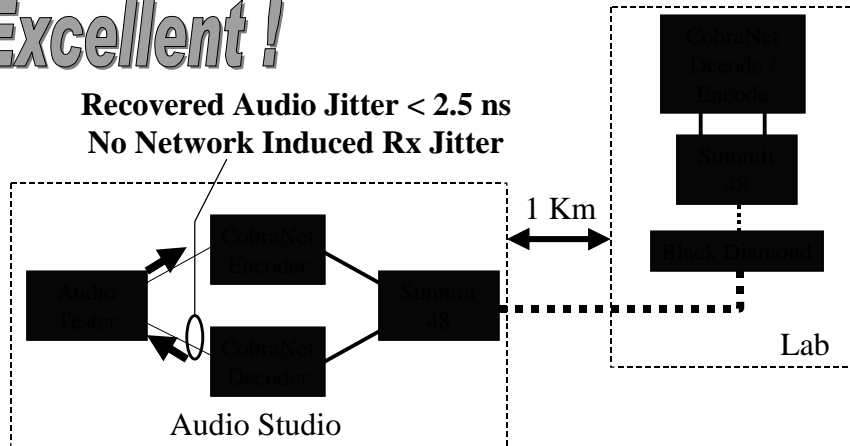 Excellent !
Recovered Audio Jitter < 2.5 ns
No Network Induced Rx Jitter
CobraNet
Decode /
Encode
Summit
48
Black Diamond
1 Km
CobraNet
Encoder
Audio
Tester
Summit
48
CobraNet
Decoder
Lab
Audio Studio